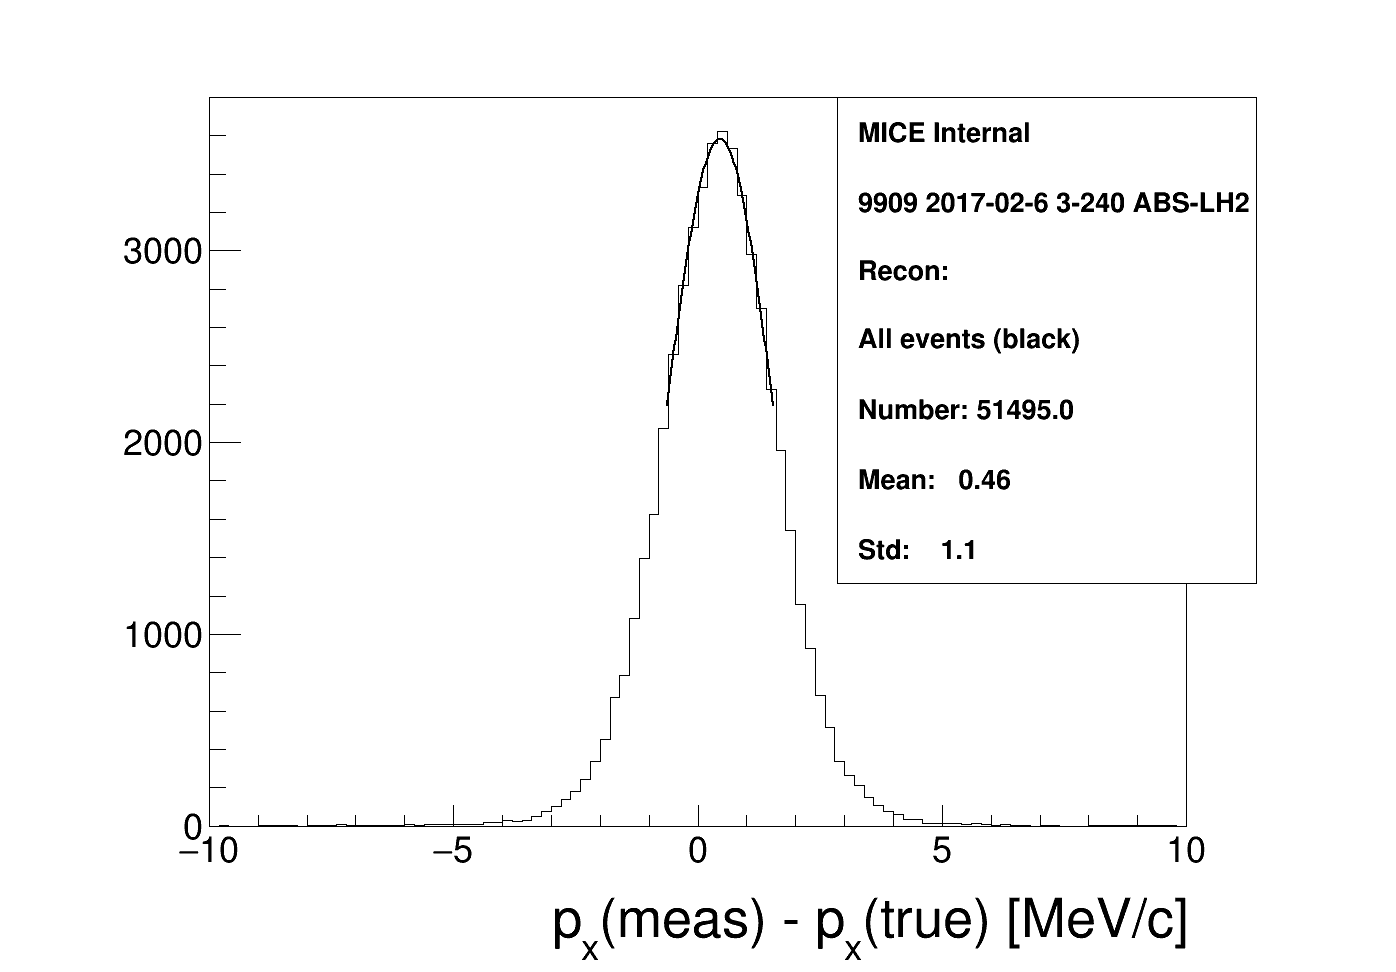 MICE Internal
9909 2017-02-6 3-240 ABS-LH2
Recon:
All events (black)
Number: 51495.0
Mean: 0.46
Std: 1.1
3000
2000
1000
0
−10 −5 0 5 10
px(meas) - px(true) [MeV/c]